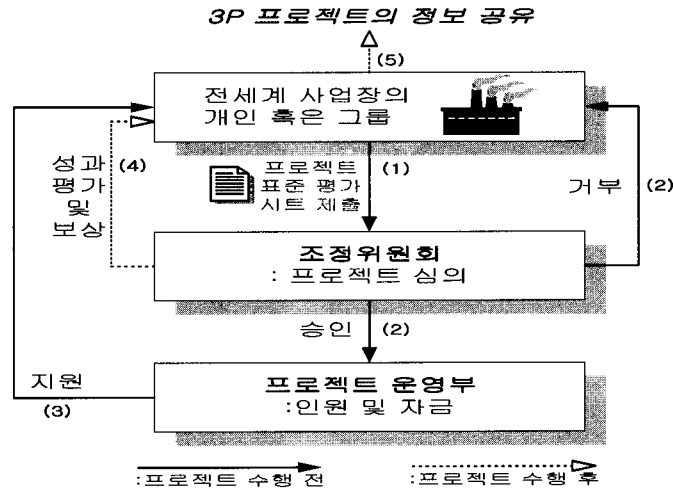 3P 프로젝트의 정보 공유
(5)
전세계 사업장의
개인 혹은 그룹
성과
평가
및
보상
(4)
프로젝트
표준 평가
시트 제출
(1)
거부
(2)
조정위원회
: 프로젝트 심의
승인
(2)
지원
(3)
프로젝트 운영부
:인원 및 자금
:프로젝트 수행 전
:프로젝트 수행 후